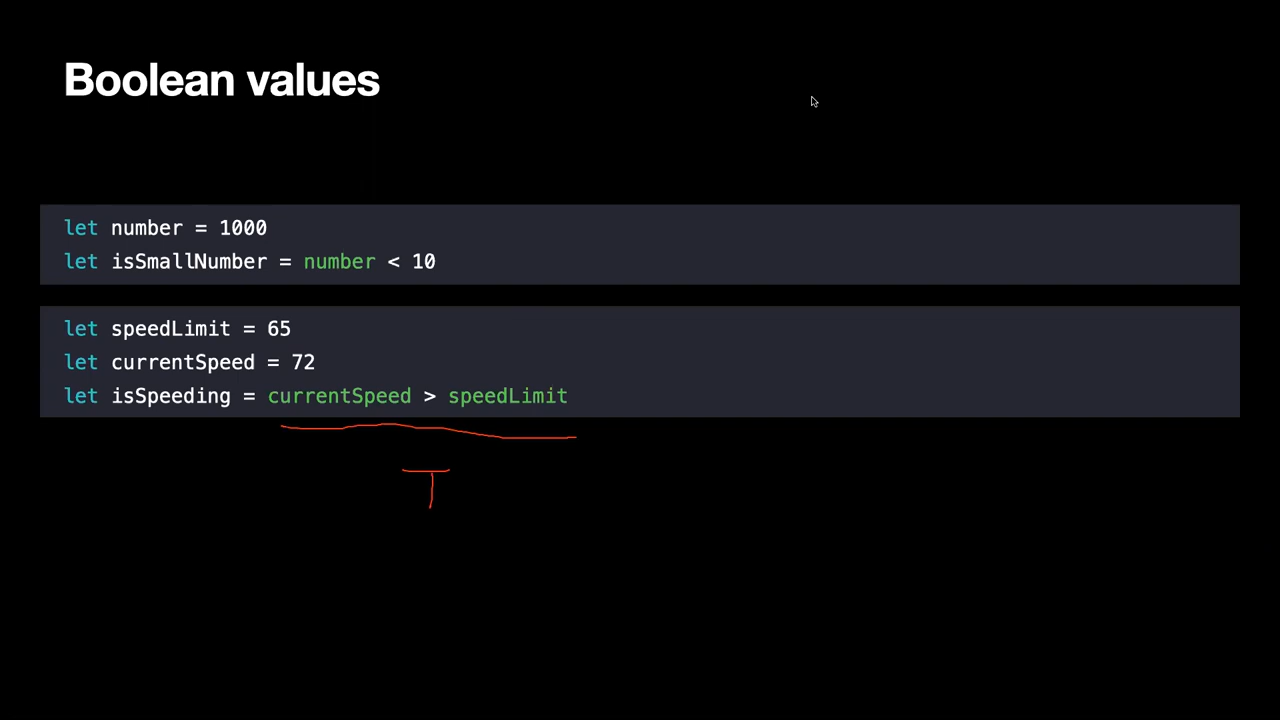 Boolean values
let number = 1000
let isSmallNumber = number < 10
let speedLimit = 65
let currentSpeed = 72
let isSpeeding = currentSpeed > speedLimit
T